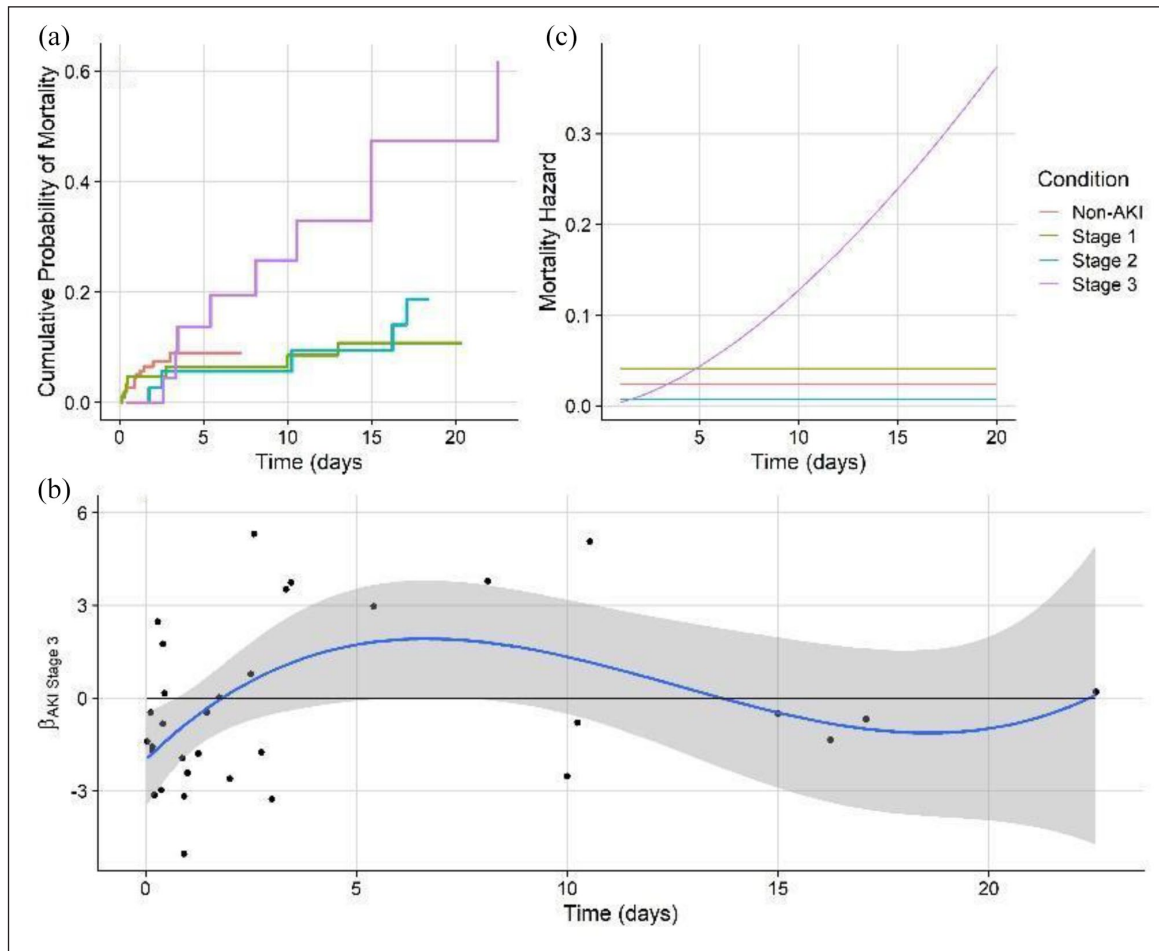 (a)
Cumulative Probability of Mortality
0.6
0.4
0.2
0.0
0 5 10 15 20
Time (days
(c)
Mortality Hazard
0.3
0.2
0.1
0.0
5 10 15 20
Time (days)
Condition
Non-AKI
Stage 1
Stage 2
Stage 3
(b)
βAKI Stage 3
6
3
0
-3
0 5 10 15 20
Time (days)